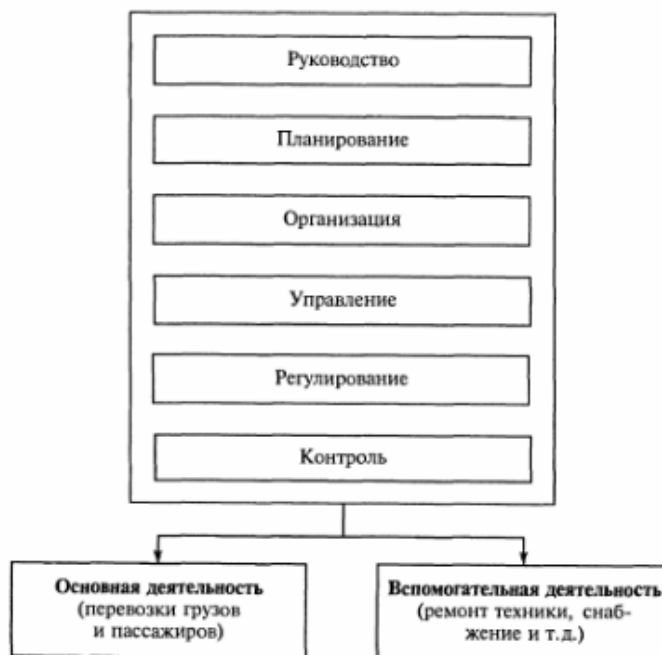 Руководство
Планирование
Организация
Управление
Регулирование
Контроль
Основная деятельность
(перевозки грузов
и пассажиров)
Вспомогательная деятельность
(ремонт техники, снаб-
жение и т.д.)